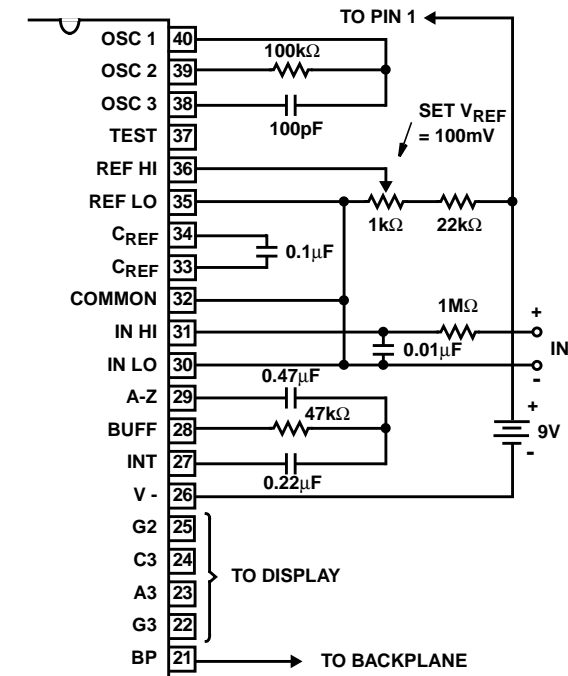 TO PIN 1
OSC 1 40
100kΩ
OSC 2 39
OSC 3 38
100pF
SET VREF
= 100mV
TEST 37
REF HI 36
REF LO 35
1kΩ 22kΩ
CREF 34
0.1µF
CREF 33
COMMON 32
1MΩ
+
IN HI 31
0.01µF
IN
IN LO 30
-
0.47µF
A-Z 29
+
47kΩ
BUFF 28
9V
-
INT 27
0.22µF
V - 26
G2 25
C3 24
TO DISPLAY
A3 23
G3 22
BP 21 TO BACKPLANE